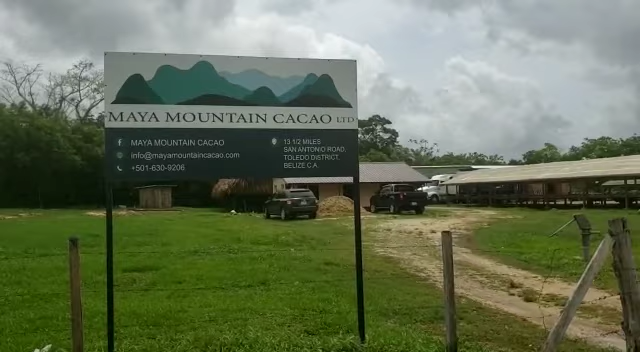 MAYA MOUNTAIN CACAO LTD
MAYA MOUNTAIN CACAO
info@mayamountaincacao.com
+501-630-9206
13 1/2 MILES
SAN ANTONIO ROAD,
TOLEDO DISTRICT,
BELIZE C.A.